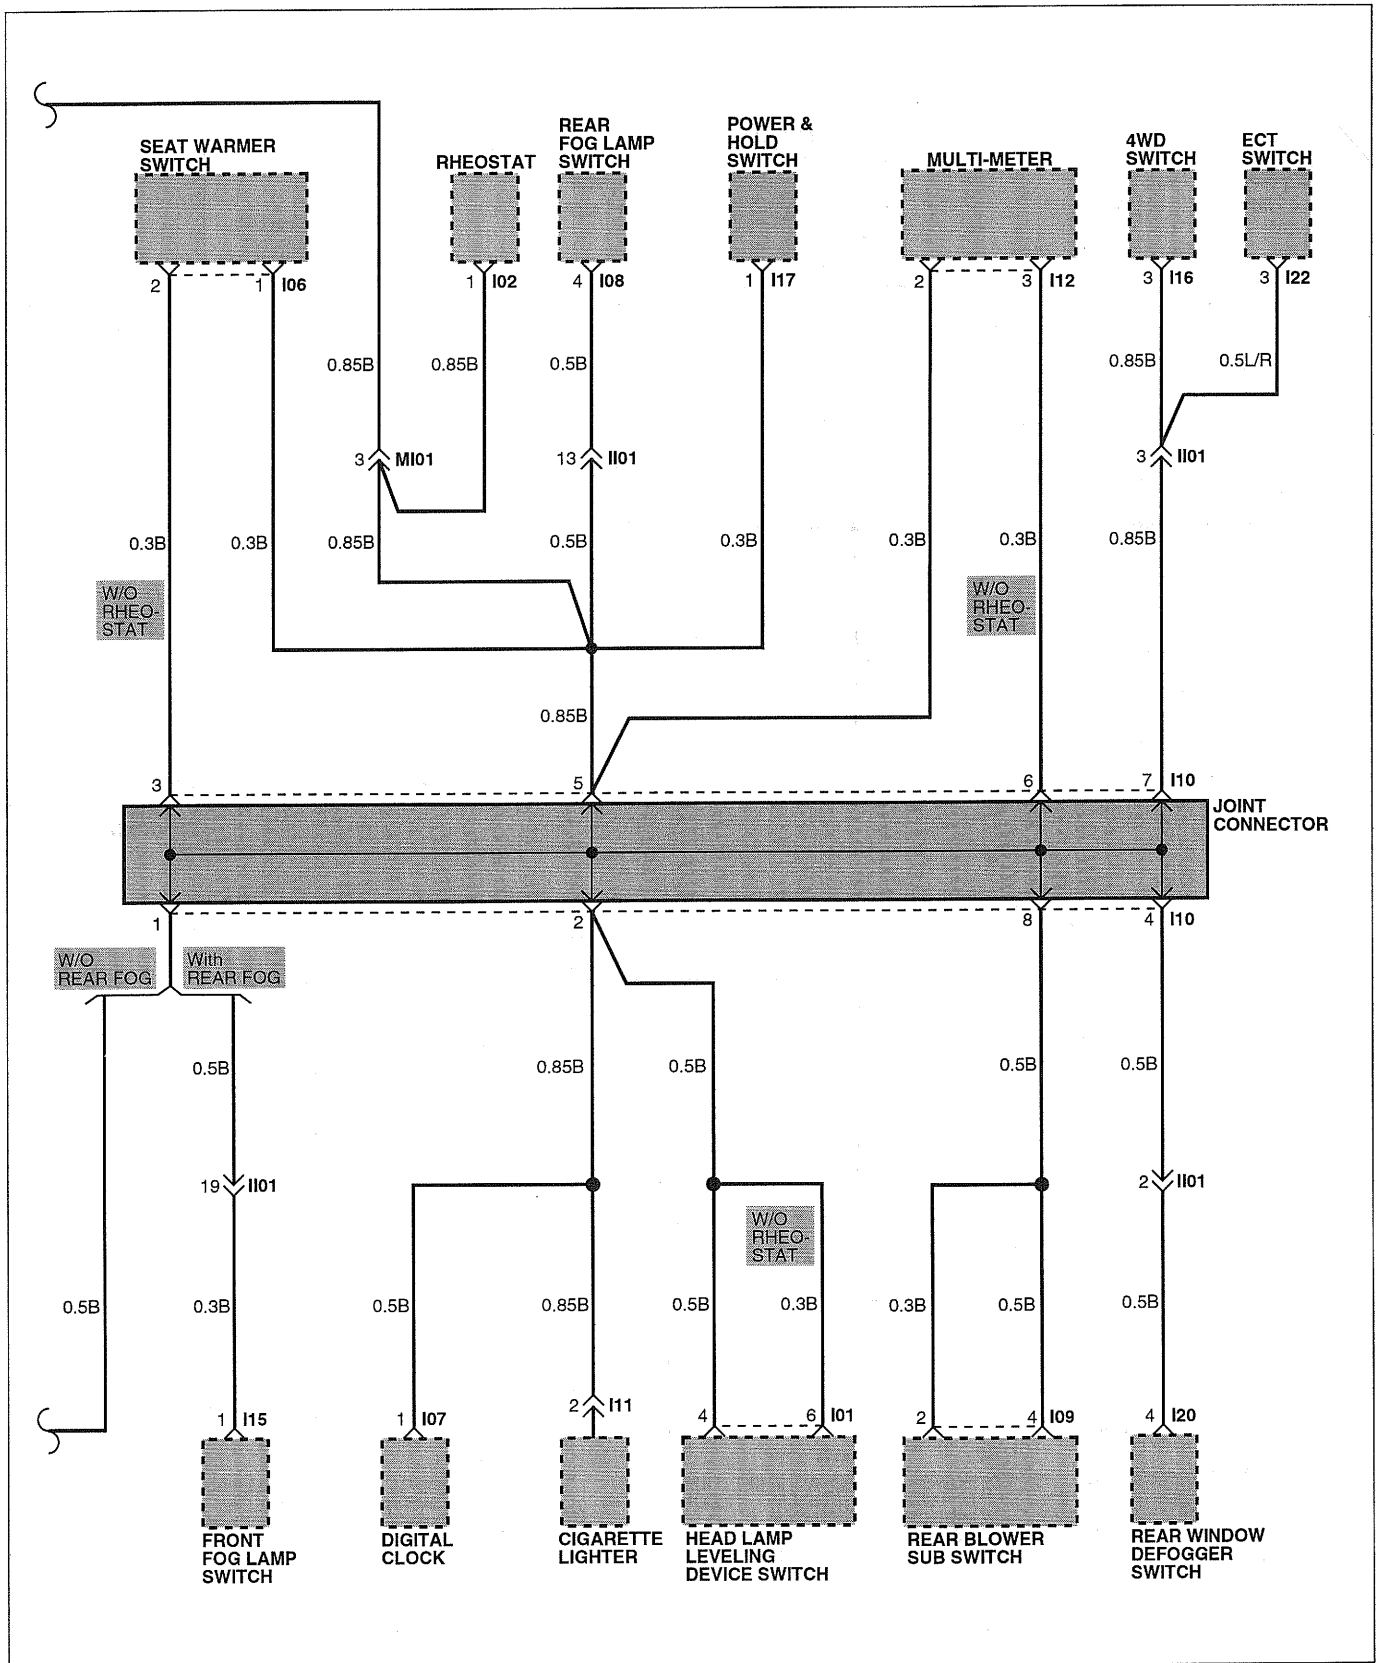 SEAT WARMER
SWITCH
RHEOSTAT
REAR
FOG LAMP
SWITCH
POWER &
HOLD
SWITCH
MULTI-METER
4WD
SWITCH
ECT
SWITCH
2
1 I06
1 I02
4 I08
1 I17
2
3 I12
3 I16
3 I22
0.85B
0.85B
0.5B
0.85B
0.5L/R
3 MI01
13 II01
3 II01
0.3B
0.3B
0.85B
0.5B
0.3B
0.3B
0.3B
0.85B
W/O
RHEO-
STAT
W/O
RHEO-
STAT
0.85B
3
5
6
7 I10
JOINT
CONNECTOR
1
2
8
4 I10
W/O
REAR FOG
With
REAR FOG
0.5B
0.85B
0.5B
0.5B
0.5B
19 II01
2 II01
W/O
RHEO-
STAT
0.5B
0.3B
0.5B
0.85B
0.5B
0.3B
0.3B
0.5B
0.5B
1 I15
1 I07
2 I11
4
6 I01
2
4 I09
4 I20
FRONT
FOG LAMP
SWITCH
DIGITAL
CLOCK
CIGARETTE
LIGHTER
HEAD LAMP
LEVELING
DEVICE SWITCH
REAR BLOWER
SUB SWITCH
REAR WINDOW
DEFOGGER
SWITCH